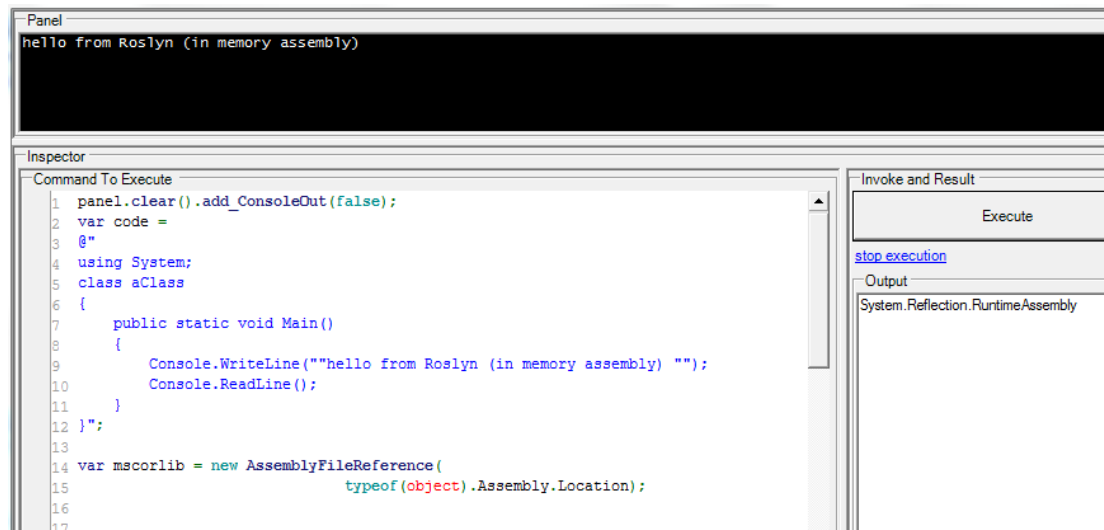 Panel
hello from Roslyn (in memory assembly)
Inspector
Command To Execute
1 panel.clear().add_ConsoleOut(false);
2 var code =
3 @"
4 using System;
5 class aClass
6 {
7 public static void Main()
8 {
9 Console.WriteLine(""hello from Roslyn (in memory assembly) "");
10 Console.ReadLine();
11 }
12 }";
13
14 var mscorlib = new AssemblyFileReference(
15 typeof(object).Assembly.Location);
16
17
Invoke and Result
Execute
stop execution
Output
System.Reflection.RuntimeAssembly